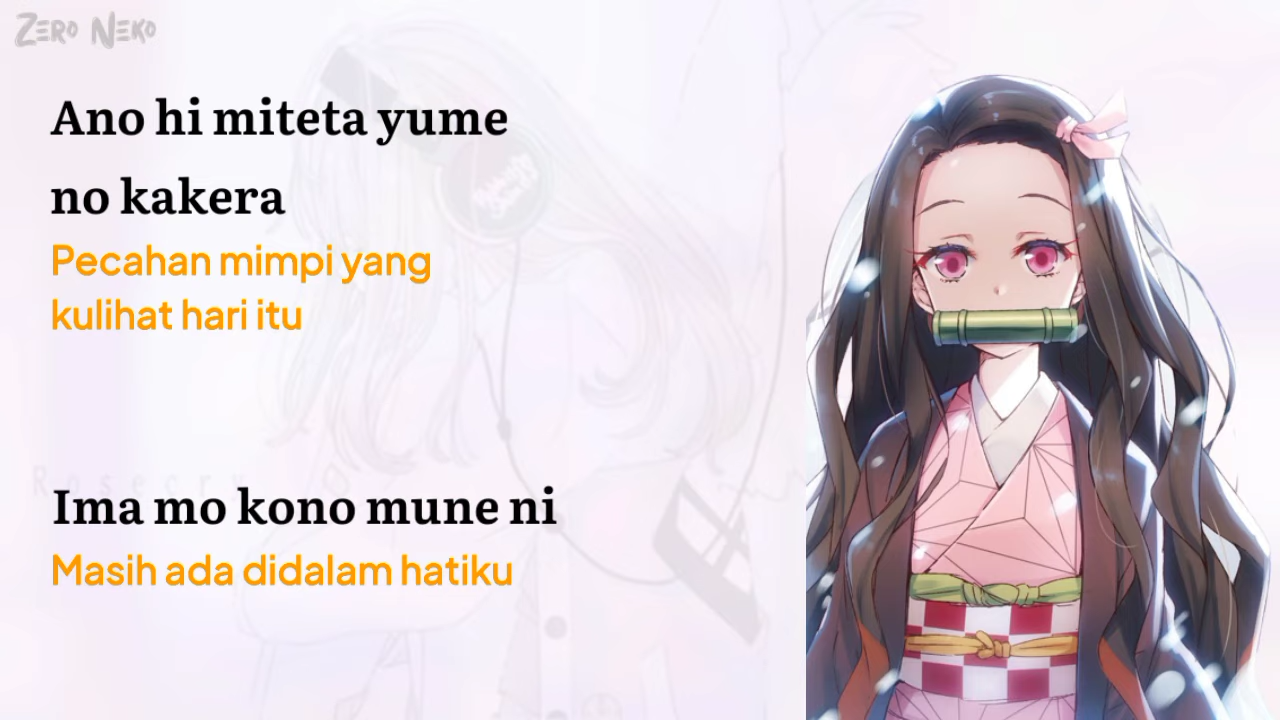 Zero Neko
Ano hi miteta yume
no kakera
Pecahan mimpi yang
kulihat hari itu
Rosecry
Ima mo kono mune ni
Masih ada didalam hatiku